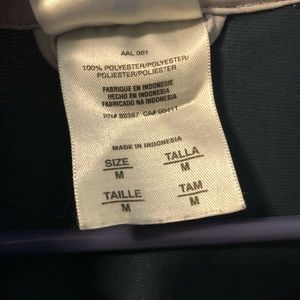 AAL 001
100% POLYESTER/POLYESTER/
POLIESTER/POLIESTER
FABRIQUE EN INDONESIE
HECHO EN INDONESIA
FABRICADO NA INDONESIA
RN# 88387 CA# 00411
MADE IN INDONESIA
SIZE TALLA
M M
TAILLE TAM
M M